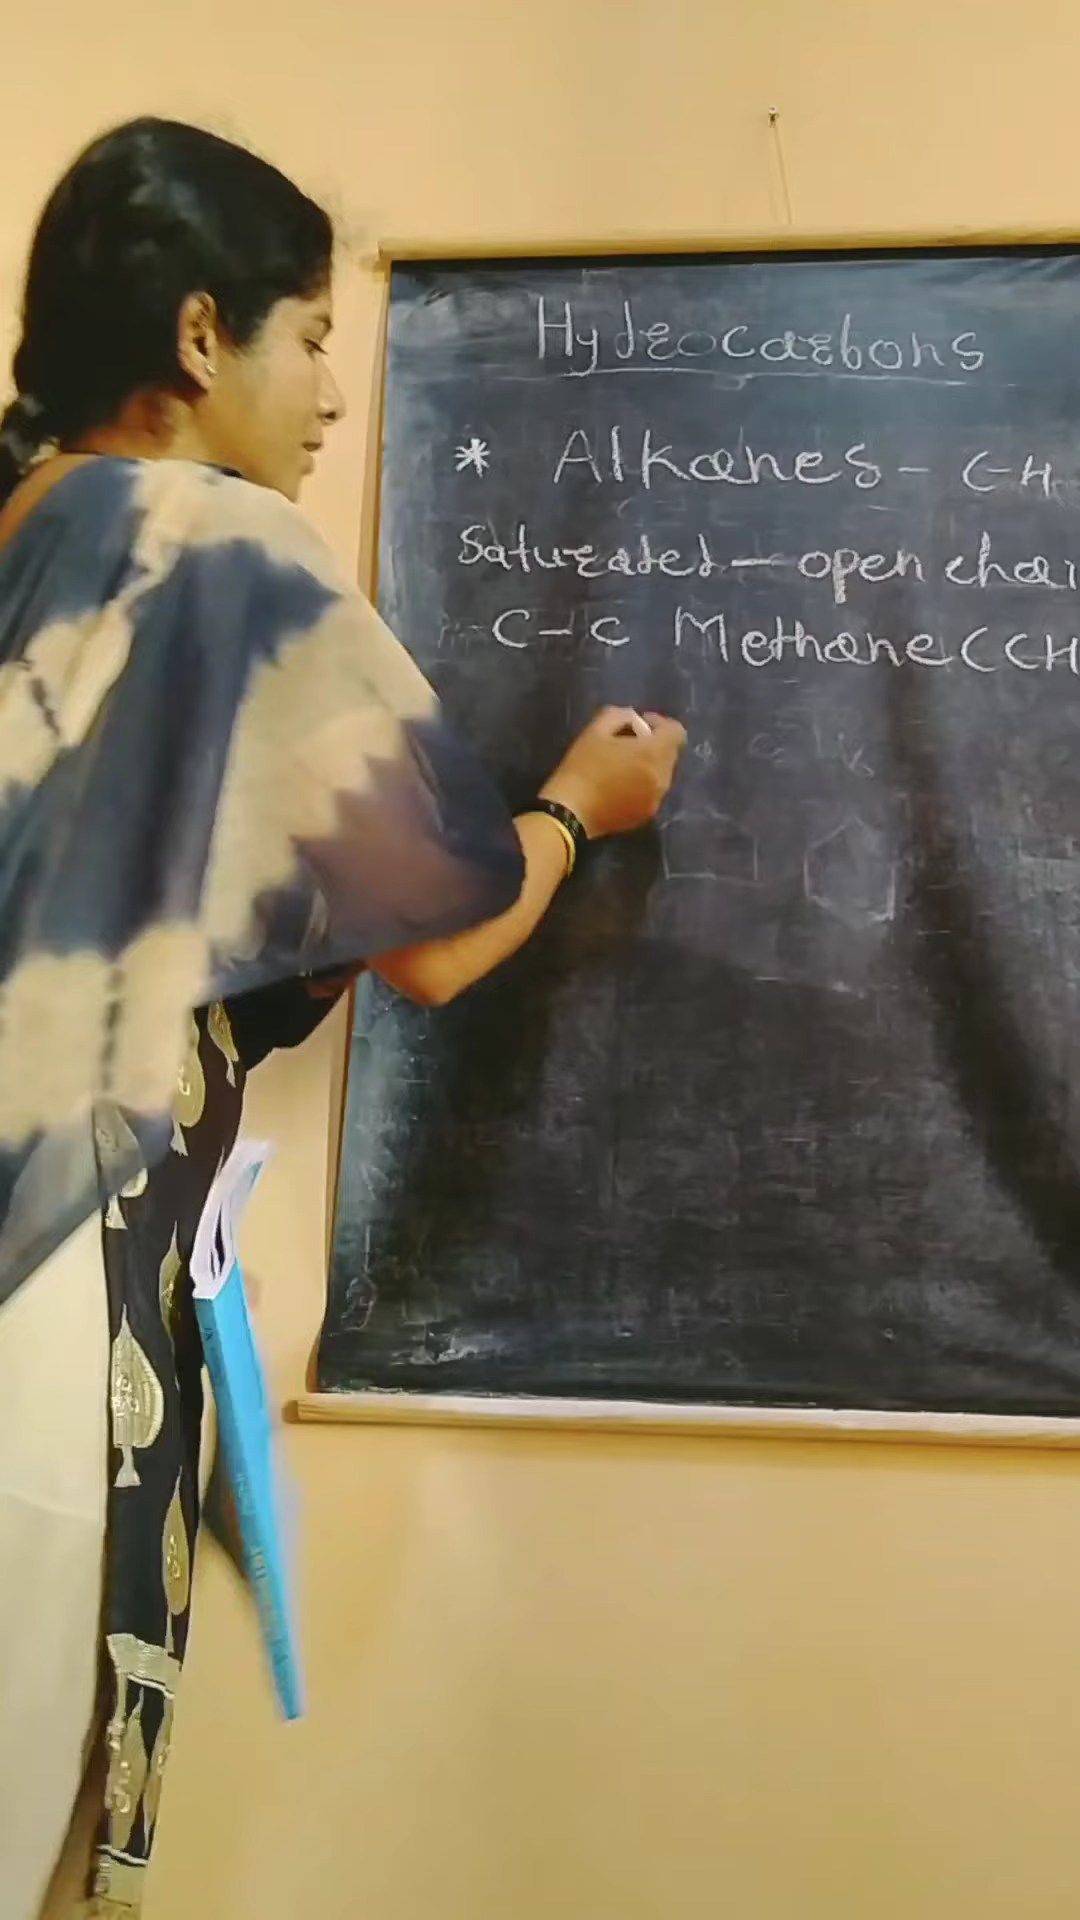 Hydrocarbons
* Alkanes - C-H
Saturated - open chai
C-C Methane (CH